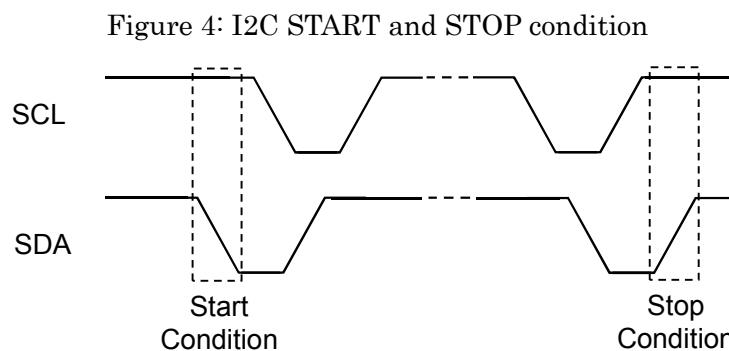 Figure 4: I2C START and STOP condition
SCL
SDA
Start
Condition
Stop
Condition